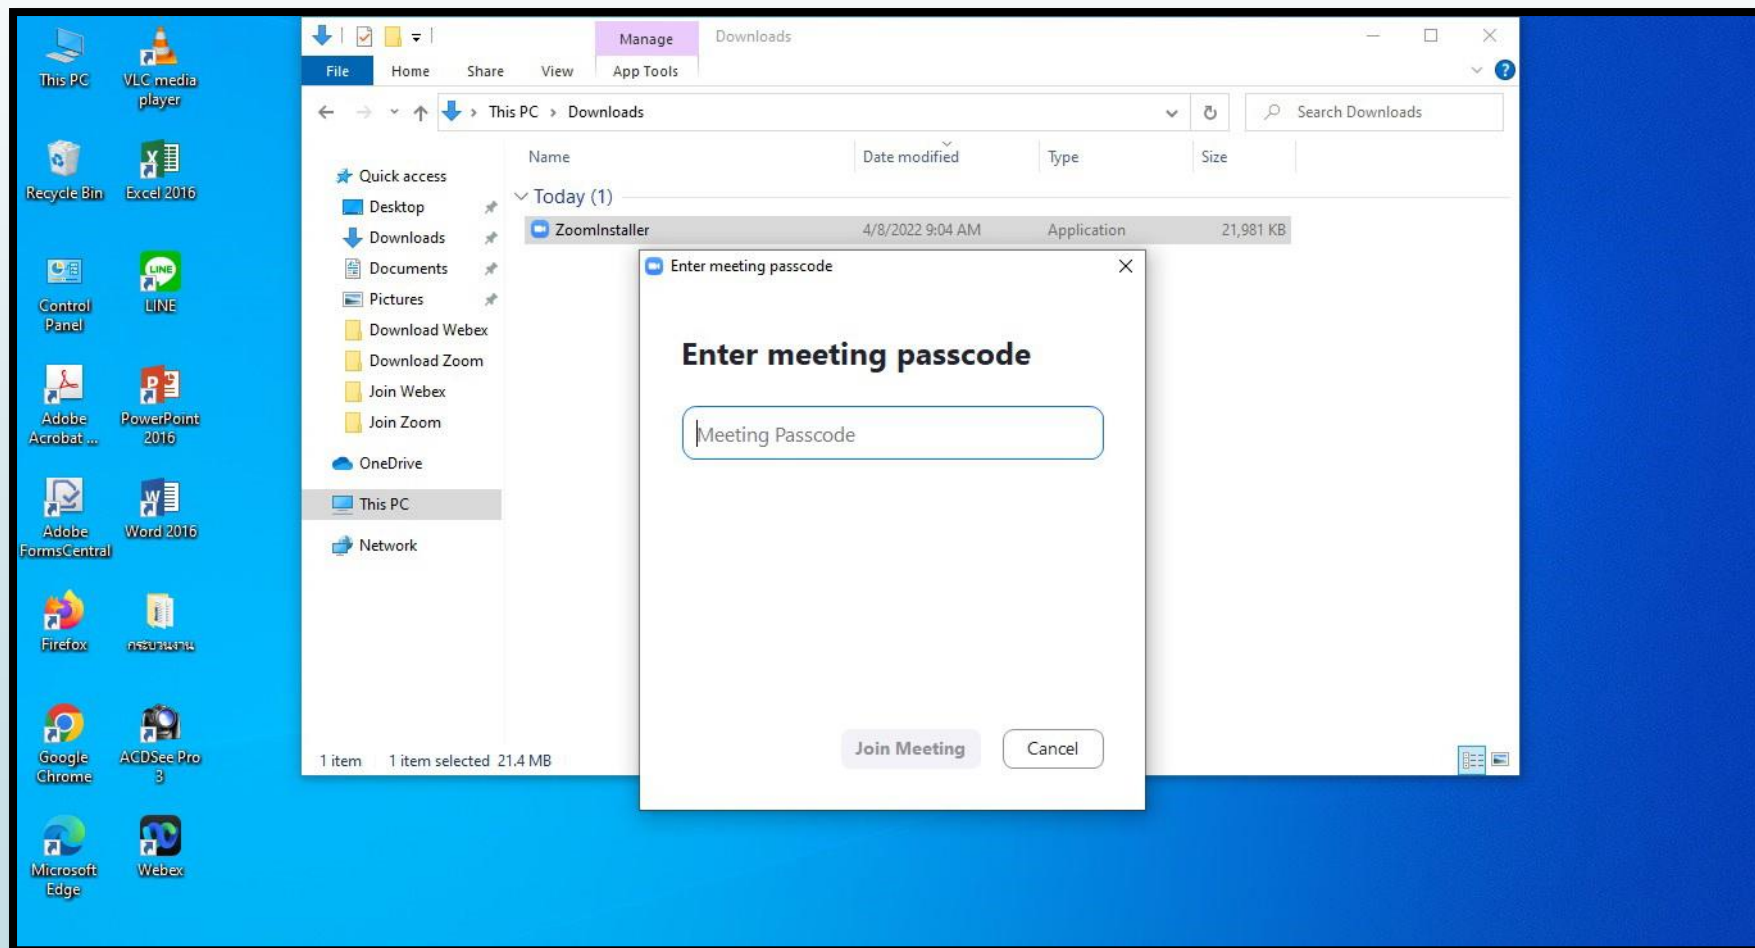 This PC
VLC media
player
Recycle Bin
Excel 2016
Control
Panel
LINE
Adobe
Acrobat ...
PowerPoint
2016
Adobe
FormsCentral
Word 2016
Firefox
กระบวนงาน
Google
Chrome
ACDSee Pro
3
Microsoft
Edge
Webex
Manage
Downloads
File
Home
Share
View
App Tools
This PC > Downloads
Search Downloads
Quick access
Desktop
Downloads
Documents
Pictures
Download Webex
Download Zoom
Join Webex
Join Zoom
OneDrive
This PC
Network
Name
Date modified
Type
Size
Today (1)
ZoomInstaller
4/8/2022 9:04 AM
Application
21,981 KB
Enter meeting passcode
Enter meeting passcode
Meeting Passcode
Join Meeting
Cancel
1 item
1 item selected 21.4 MB